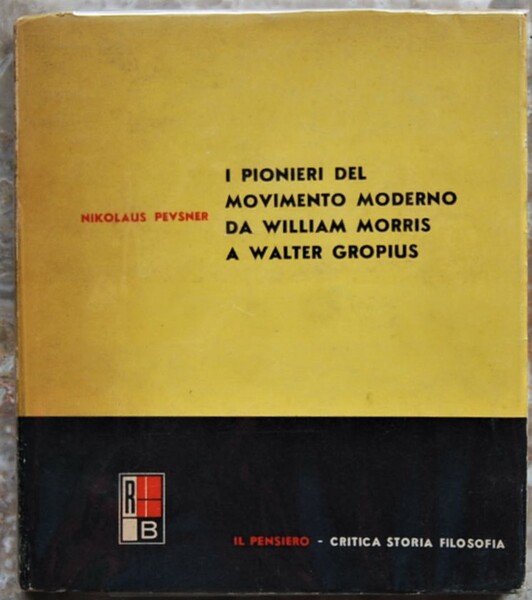 I PIONIERI DEL
MOVIMENTO MODERNO
NIKOLAUS PEVSNER
DA WILLIAM MORRIS
A WALTER GROPIUS
R
B
IL PENSIERO - CRITICA STORIA FILOSOFIA